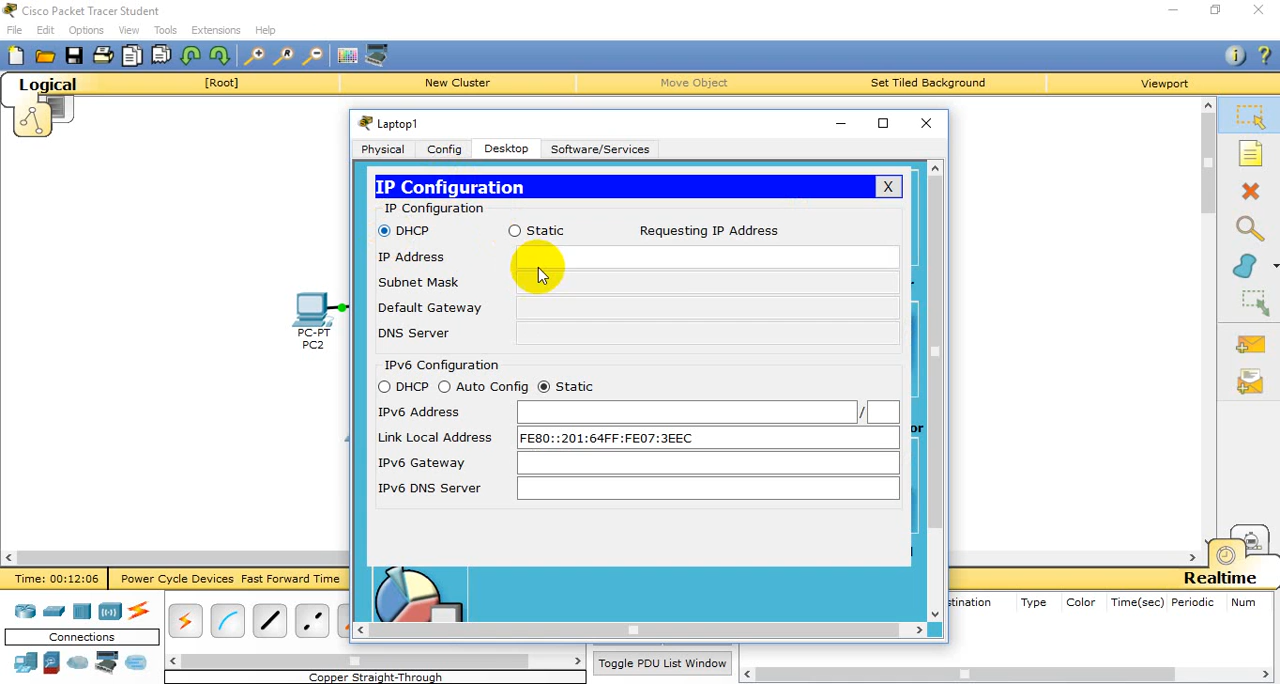 Cisco Packet Tracer Student
File Edit Options View Tools Extensions Help
Logical [Root] New Cluster Move Object Set Tiled Background Viewport
Laptop1
Physical Config Desktop Software/Services
IP Configuration X
IP Configuration
DHCP Static Requesting IP Address
IP Address
Subnet Mask
Default Gateway
DNS Server
IPv6 Configuration
DHCP Auto Config Static
IPv6 Address /
Link Local Address FE80::201:64FF:FE07:3EEC
IPv6 Gateway
IPv6 DNS Server
PC-PT
PC2
or
Time: 00:12:06 Power Cycle Devices Fast Forward Time Realtime
Connections
Copper Straight-Through
Toggle PDU List Window
stination Type Color Time(sec) Periodic Num